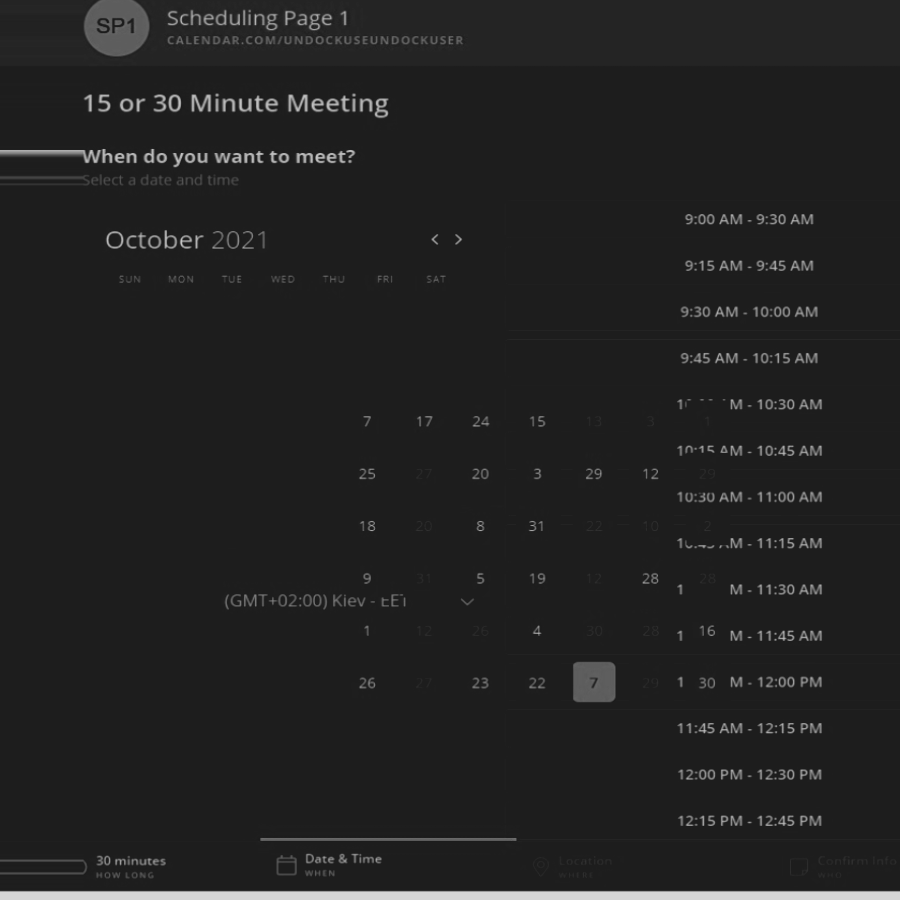 SP1
Scheduling Page 1
CALENDAR.COM/UNDOCKUSEUNDOCKUSER
15 or 30 Minute Meeting
When do you want to meet?
Select a date and time
October 2021
SUN MON TUE WED THU FRI SAT
7 17 24 15 13 3 1
25 27 20 3 29 12 29
18 20 8 31 22 10 2
9 31 5 19 12 28 28
(GMT+02:00) Kiev - EET
1 12 26 4 30 28 16
26 27 23 22 7 29 30
9:00 AM - 9:30 AM
9:15 AM - 9:45 AM
9:30 AM - 10:00 AM
9:45 AM - 10:15 AM
M - 10:30 AM
10:15 AM - 10:45 AM
10:30 AM - 11:00 AM
10:45 AM - 11:15 AM
1 M - 11:30 AM
1 M - 11:45 AM
1 M - 12:00 PM
11:45 AM - 12:15 PM
12:00 PM - 12:30 PM
12:15 PM - 12:45 PM
30 minutes
HOW LONG
Date & Time
WHEN
Location
WHERE
Confirm Info
WHO